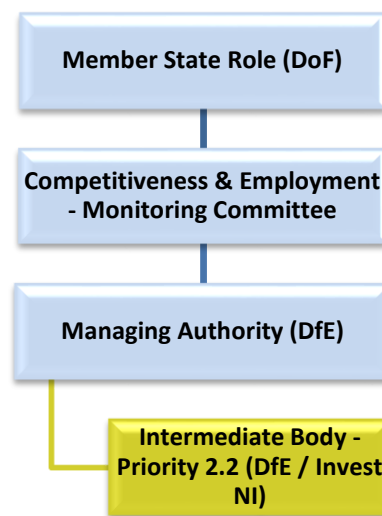 Member State Role (DoF)
Competitiveness & Employment
- Monitoring Committee
Managing Authority (DfE)
Intermediate Body -
Priority 2.2 (DfE / Invest
NI)